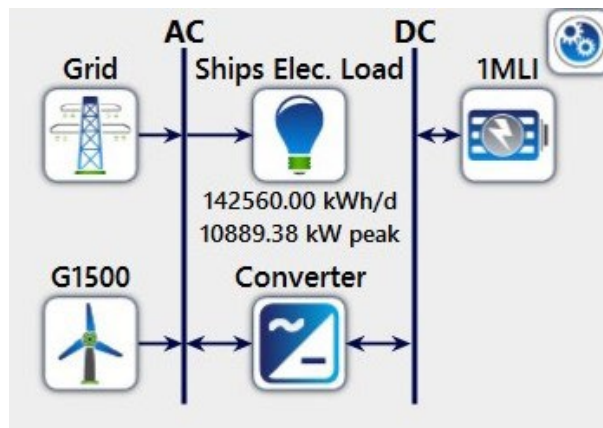 AC
DC
Grid
Ships Elec. Load
1MLI
142560.00 kWh/d
10889.38 kW peak
G1500
Converter